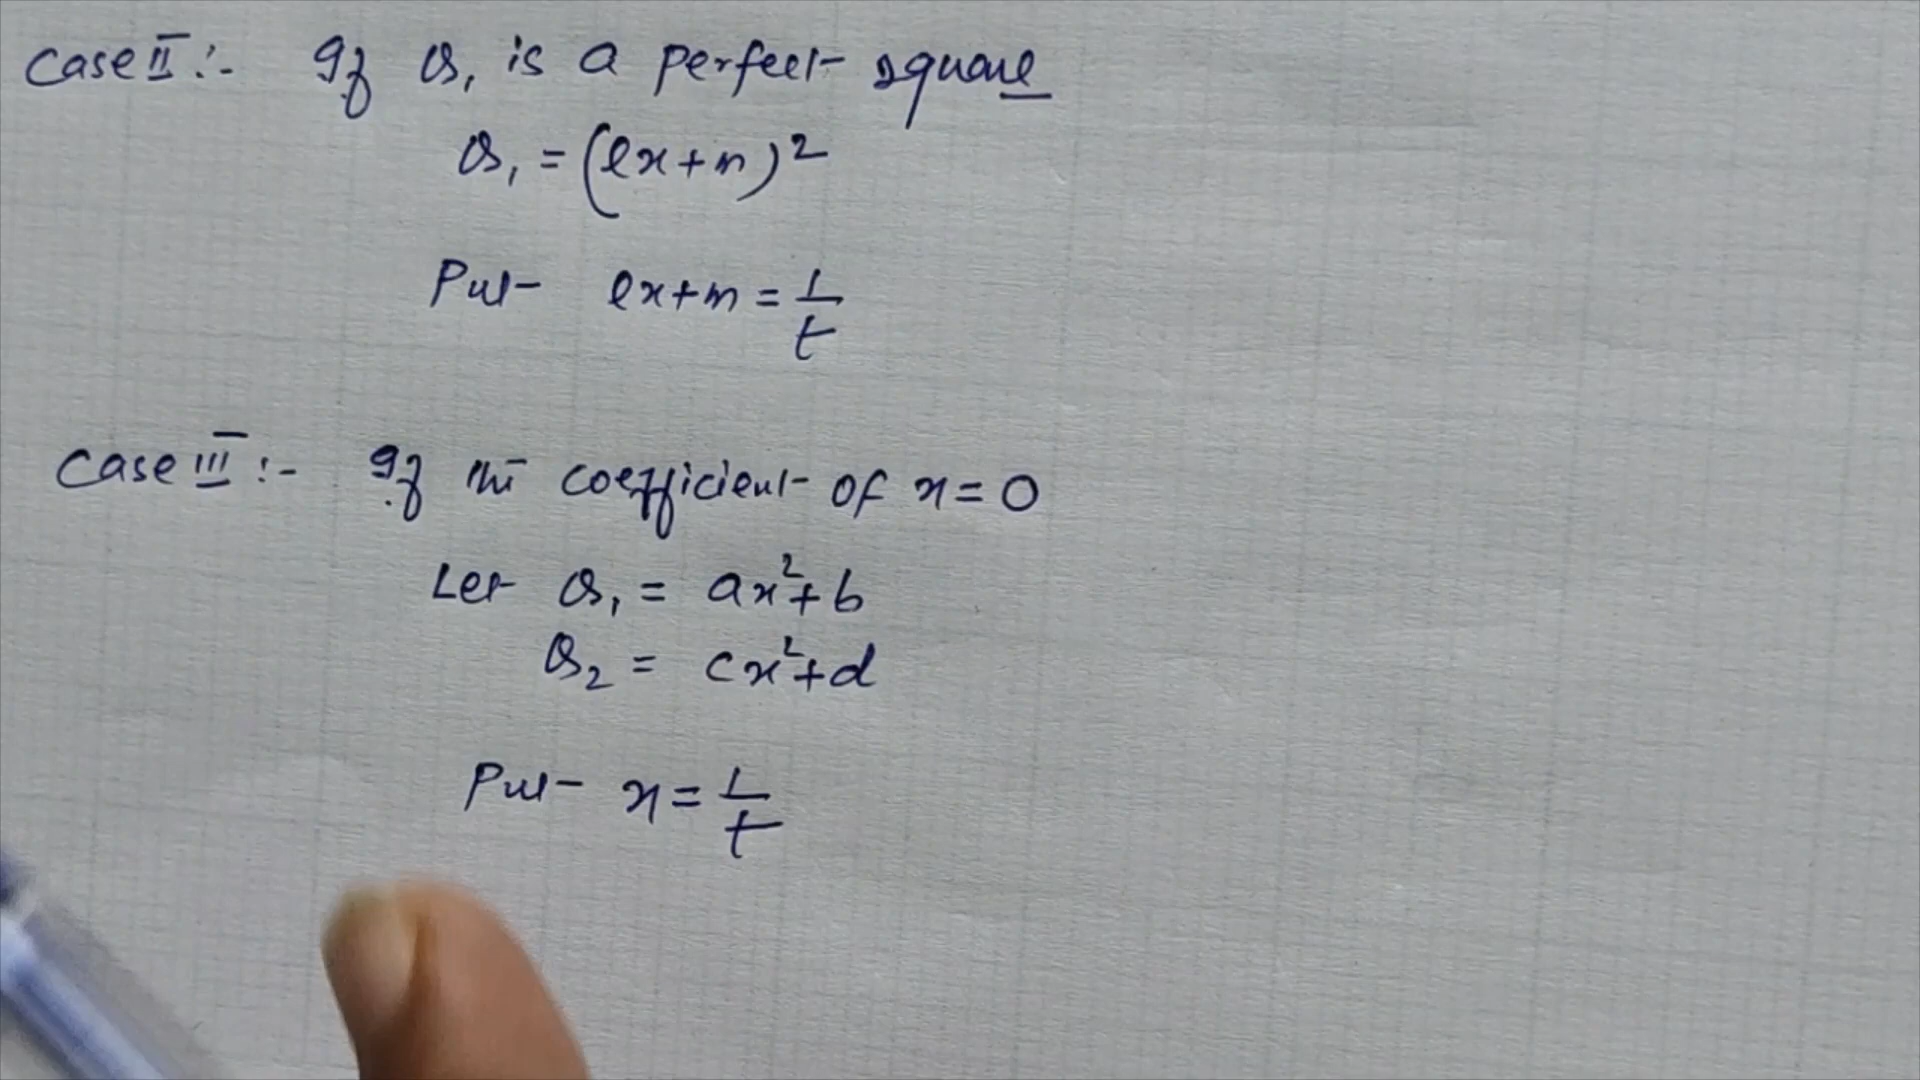 Case II :- If Q₁ is a perfect square
Q₁ = (lx+m)²
Put lx+m = 1/t
Case III :- If the coefficient of x = 0
Let Q₁ = ax²+b
Q₂ = cx²+d
Put x = 1/t